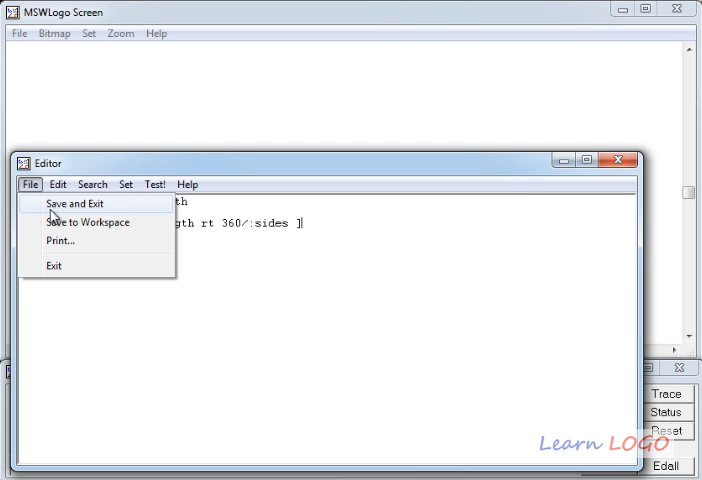 MSWLogo Screen
File Bitmap Set Zoom Help
Editor
File Edit Search Set Test! Help
Save and Exit
th
Save to Workspace
gth rt 360/:sides ]
Print...
Exit
Trace
Status
Reset
Learn LOGO
Edall